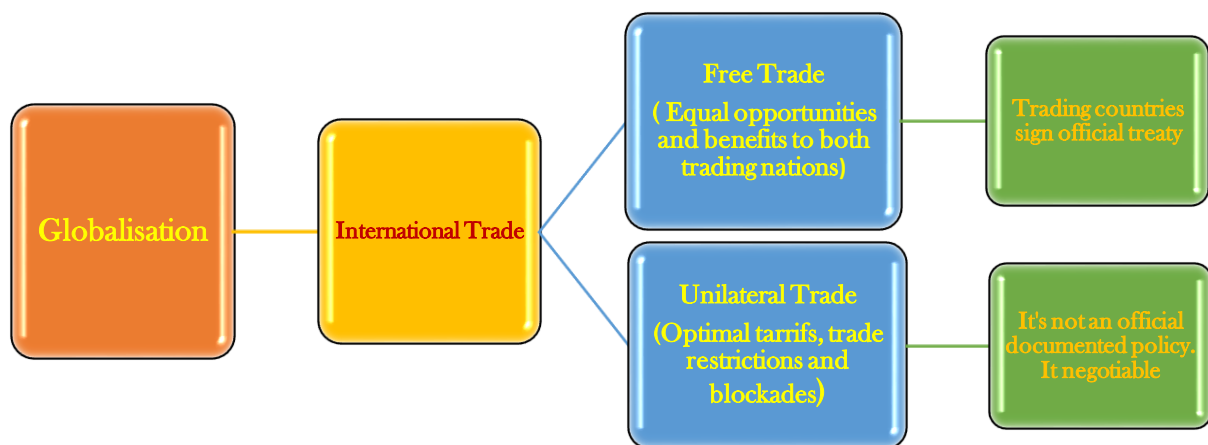 Globalisation
International Trade
Free Trade
( Equal opportunities
and benefits to both
trading nations)
Trading countries
sign official treaty
Unilateral Trade
(Optimal tarrifs, trade
restrictions and
blockades)
It's not an official
documented policy.
It negotiable